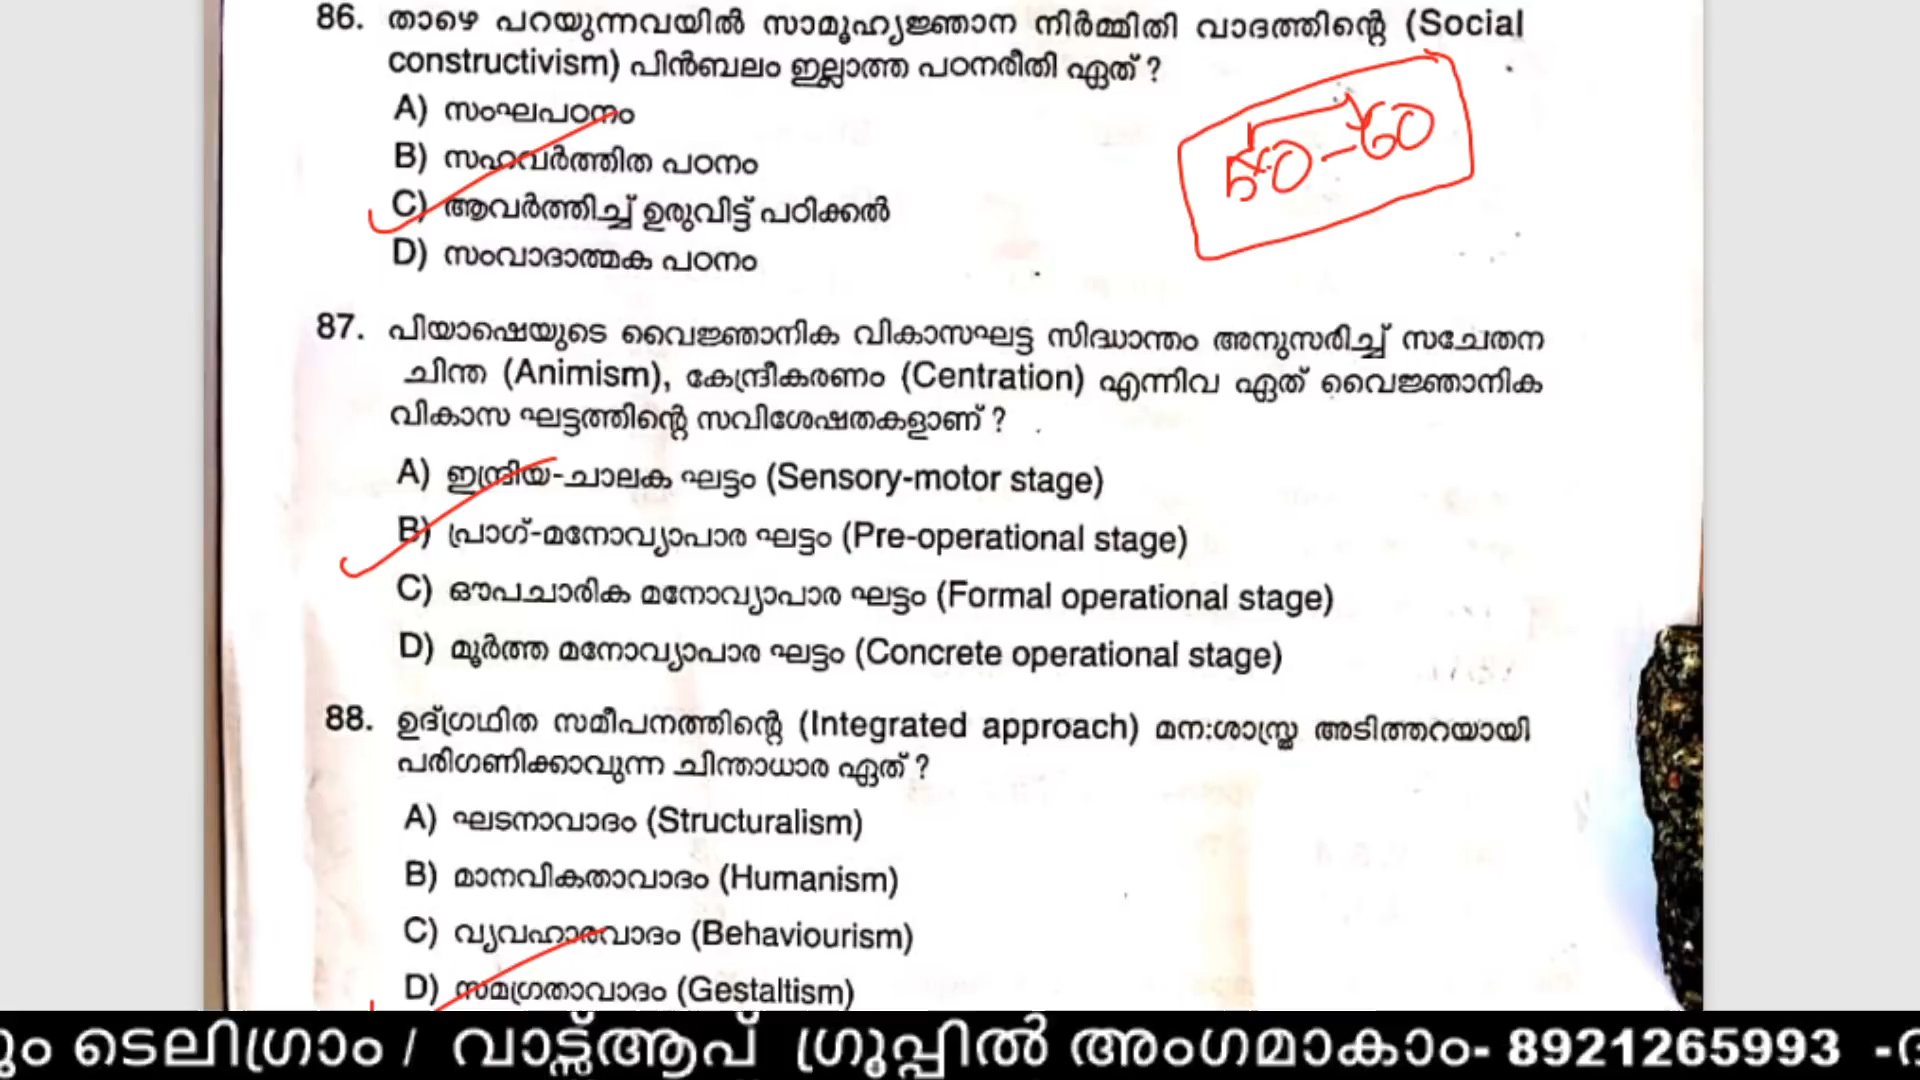 86. താഴെ പറയുന്നവയിൽ സാമൂഹ്യജ്ഞാന നിർമ്മിതി വാദത്തിന്റെ (Social
constructivism) പിൻബലം ഇല്ലാത്ത പഠനരീതി ഏത് ?
A) സംഘപഠനം
B) സഹവർത്തിത പഠനം
C) ആവർത്തിച്ച് ഉരുവിട്ട് പഠിക്കൽ
D) സംവാദാത്മക പഠനം
50-60
87. പിയാഷെയുടെ വൈജ്ഞാനിക വികാസഘട്ട സിദ്ധാന്തം അനുസരിച്ച് സചേതന
ചിന്ത (Animism), കേന്ദ്രീകരണം (Centration) എന്നിവ ഏത് വൈജ്ഞാനിക
വികാസ ഘട്ടത്തിന്റെ സവിശേഷതകളാണ് ?
A) ഇന്ദ്രിയ-ചാലക ഘട്ടം (Sensory-motor stage)
B) പ്രാഗ്-മനോവ്യാപാര ഘട്ടം (Pre-operational stage)
C) ഔപചാരിക മനോവ്യാപാര ഘട്ടം (Formal operational stage)
D) മൂർത്ത മനോവ്യാപാര ഘട്ടം (Concrete operational stage)
88. ഉദ്ഗ്രഥിത സമീപനത്തിന്റെ (Integrated approach) മന:ശാസ്ത്ര അടിത്തറയായി
പരിഗണിക്കാവുന്ന ചിന്താധാര ഏത് ?
A) ഘടനാവാദം (Structuralism)
B) മാനവികതാവാദം (Humanism)
C) വ്യവഹാരവാദം (Behaviourism)
D) സമഗ്രതാവാദം (Gestaltism)
ടെലിഗ്രാം / വാട്ട്സ്ആപ് ഗ്രൂപ്പിൽ അംഗമാകാം- 8921265993 -